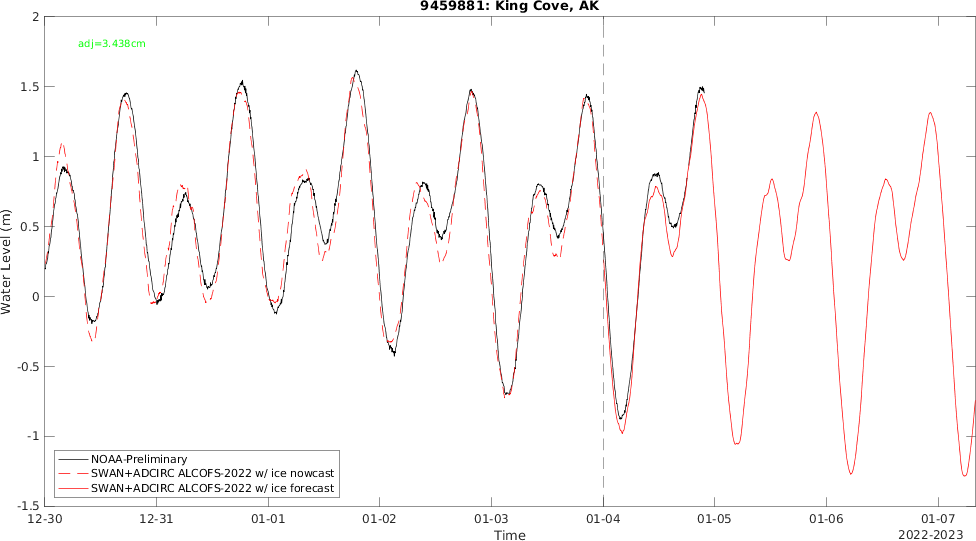 9459881: King Cove, AK
adj=3.438cm
Water Level (m)
2
1.5
1
0.5
0
-0.5
-1
-1.5
NOAA-Preliminary
SWAN+ADCIRC ALCOFS-2022 w/ ice nowcast
SWAN+ADCIRC ALCOFS-2022 w/ ice forecast
12-30 12-31 01-01 01-02 01-03 01-04 01-05 01-06 01-07
Time
2022-2023